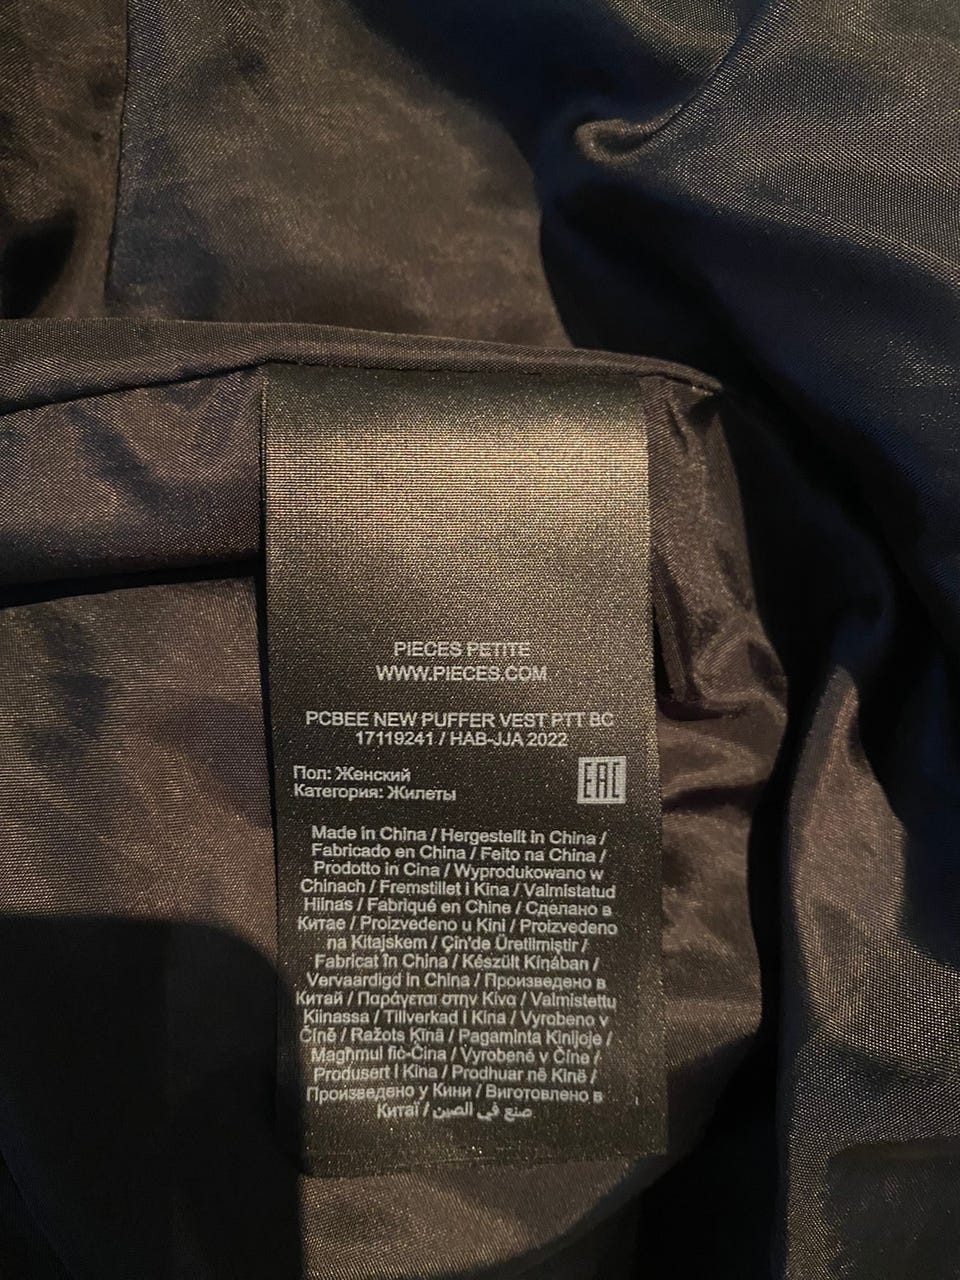 PIECES PETITE
WWW.PIECES.COM
PCBEE NEW PUFFER VEST PTT BC
17119241 / HAB-JJA 2022
Пол: Женский
Категория: Жилеты
EAC
Made in China / Hergestellt in China /
Fabricado en China / Feito na China /
Prodotto in Cina / Wyprodukowano w
Chinach / Fremstillet i Kina / Valmistatud
Hiinas / Fabriqué en Chine / Сделано в
Китае / Proizvedeno u Kini / Proizvedeno
na Kitajskem / Çin'de Üretilmiştir /
Fabricat în China / Készült Kínában /
Vervaardigd in China / Произведено в
Китай / Παράγεται στην Κίνα / Valmistettu
Kiinassa / Tillverkad i Kina / Vyrobeno v
Číně / Ražots Ķīnā / Pagaminta Kinijoje /
Magħmul fiċ-Ċina / Vyrobené v Číne /
Produsert i Kina / Prodhuar në Kinë /
Произведено у Кини / Виготовлено в
Китаї / صنع في الصين